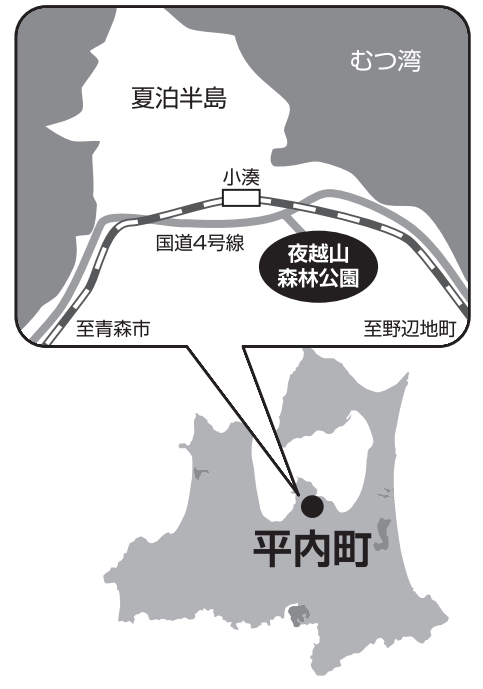 むつ湾
夏泊半島
小湊
国道4号線
夜越山
森林公園
至青森市
至野辺地町
平内町